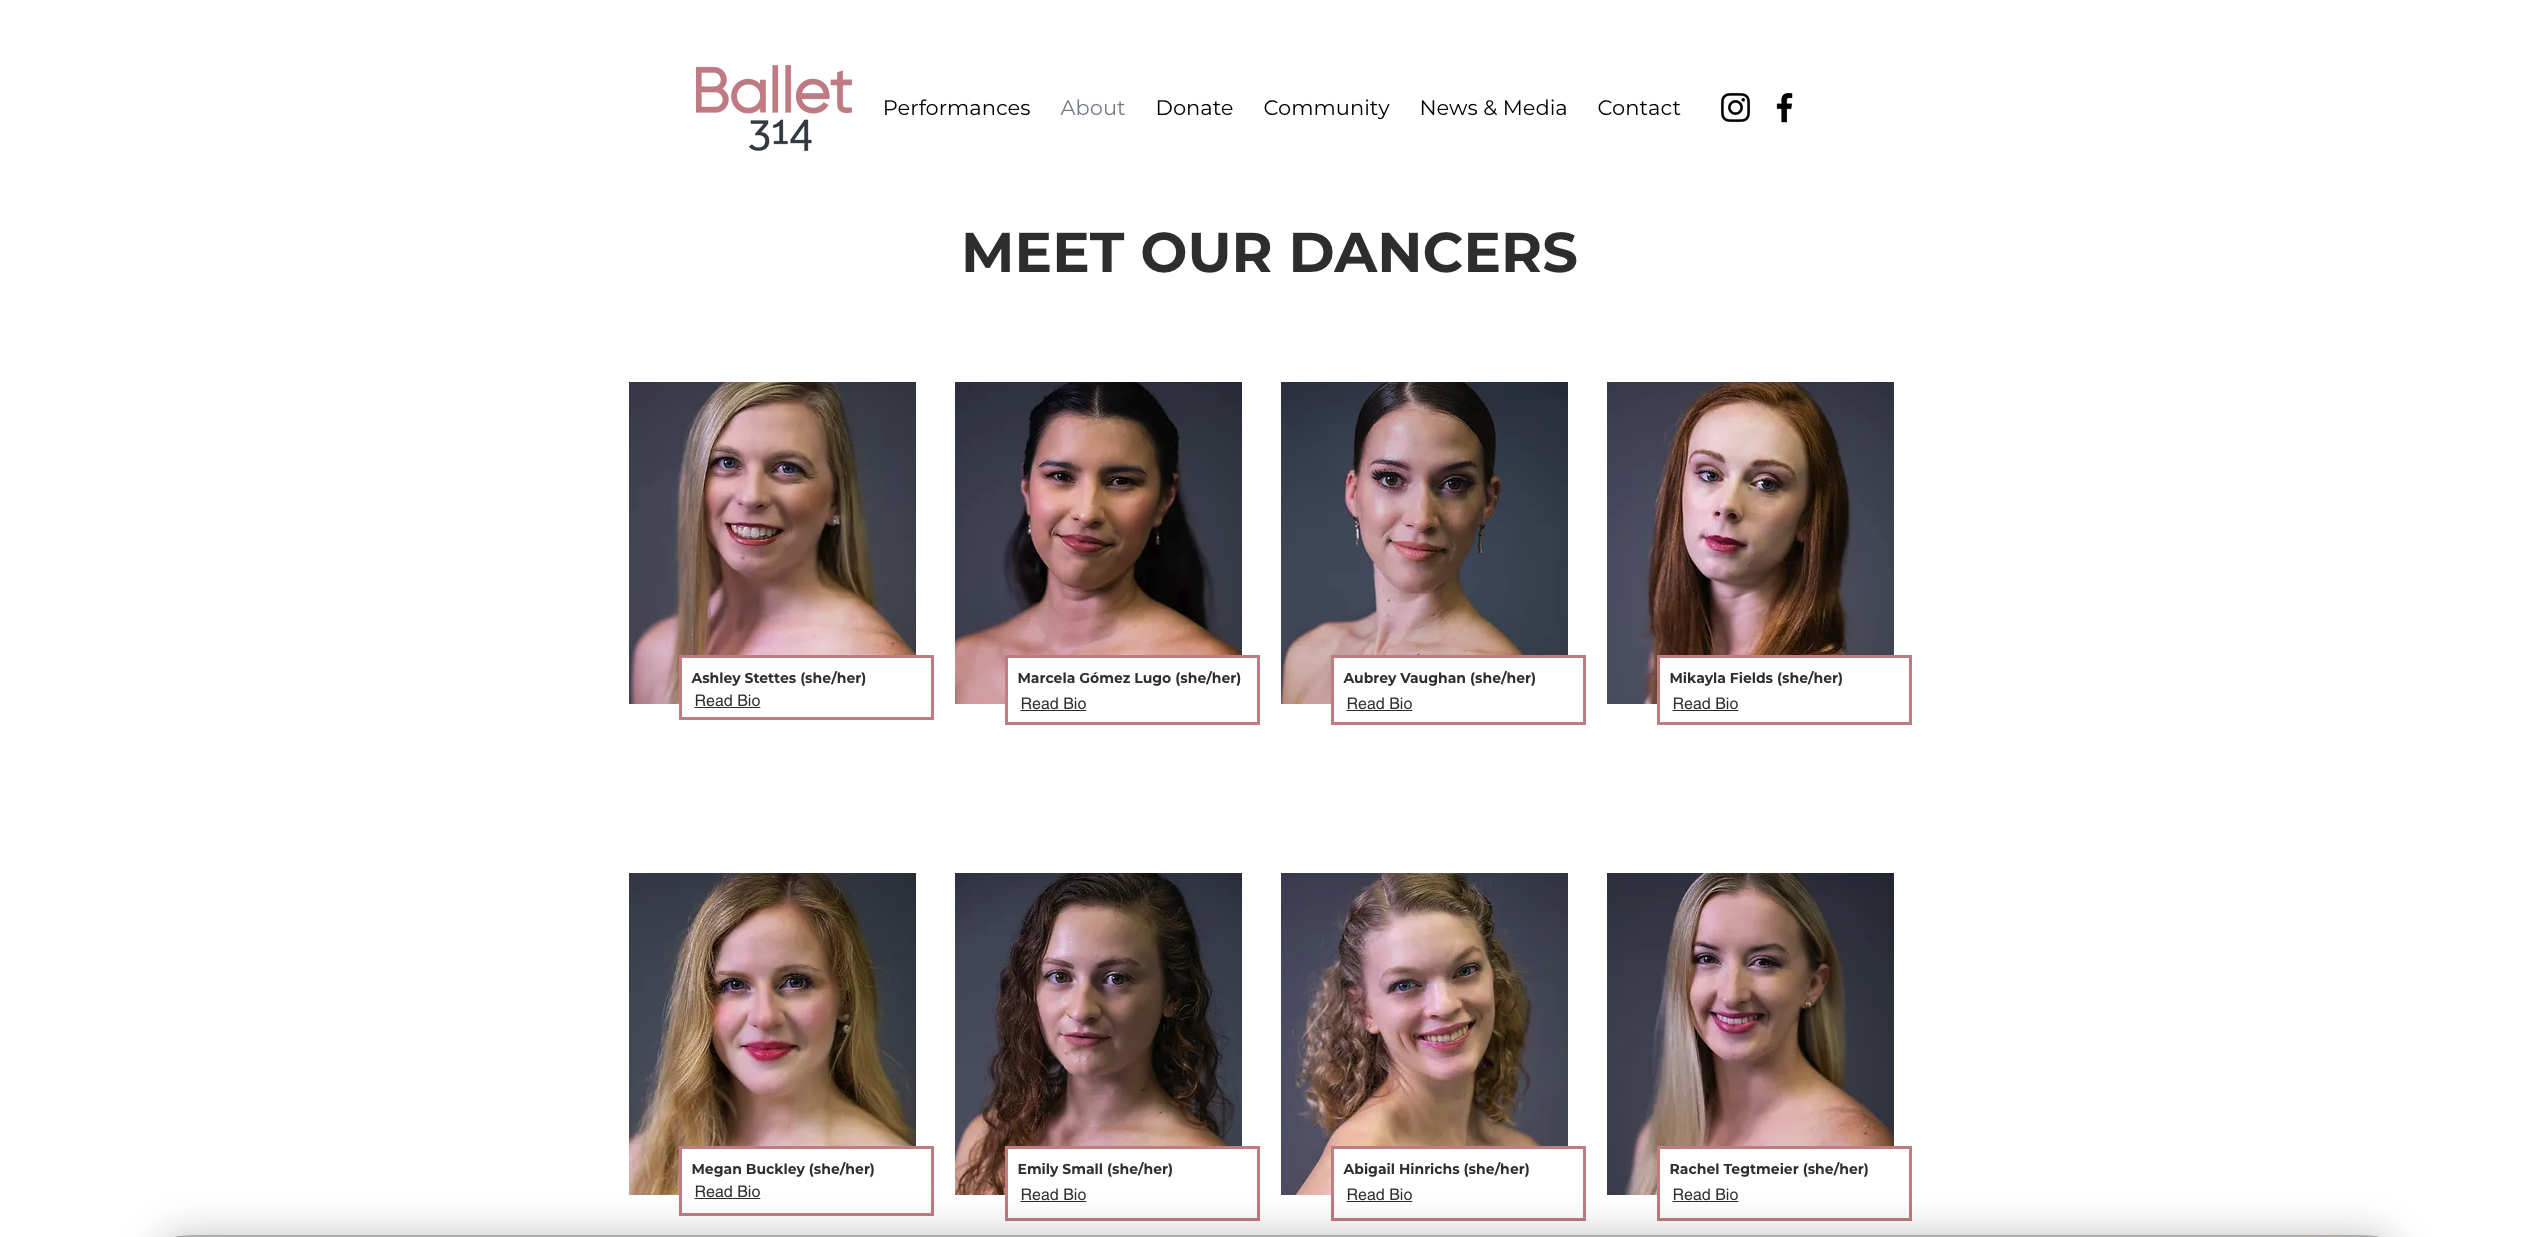 Ballet
314
Performances About Donate Community News & Media Contact
MEET OUR DANCERS
Ashley Stettes (she/her)
Read Bio
Marcela Gómez Lugo (she/her)
Read Bio
Aubrey Vaughan (she/her)
Read Bio
Mikayla Fields (she/her)
Read Bio
Megan Buckley (she/her)
Read Bio
Emily Small (she/her)
Read Bio
Abigail Hinrichs (she/her)
Read Bio
Rachel Tegtmeier (she/her)
Read Bio